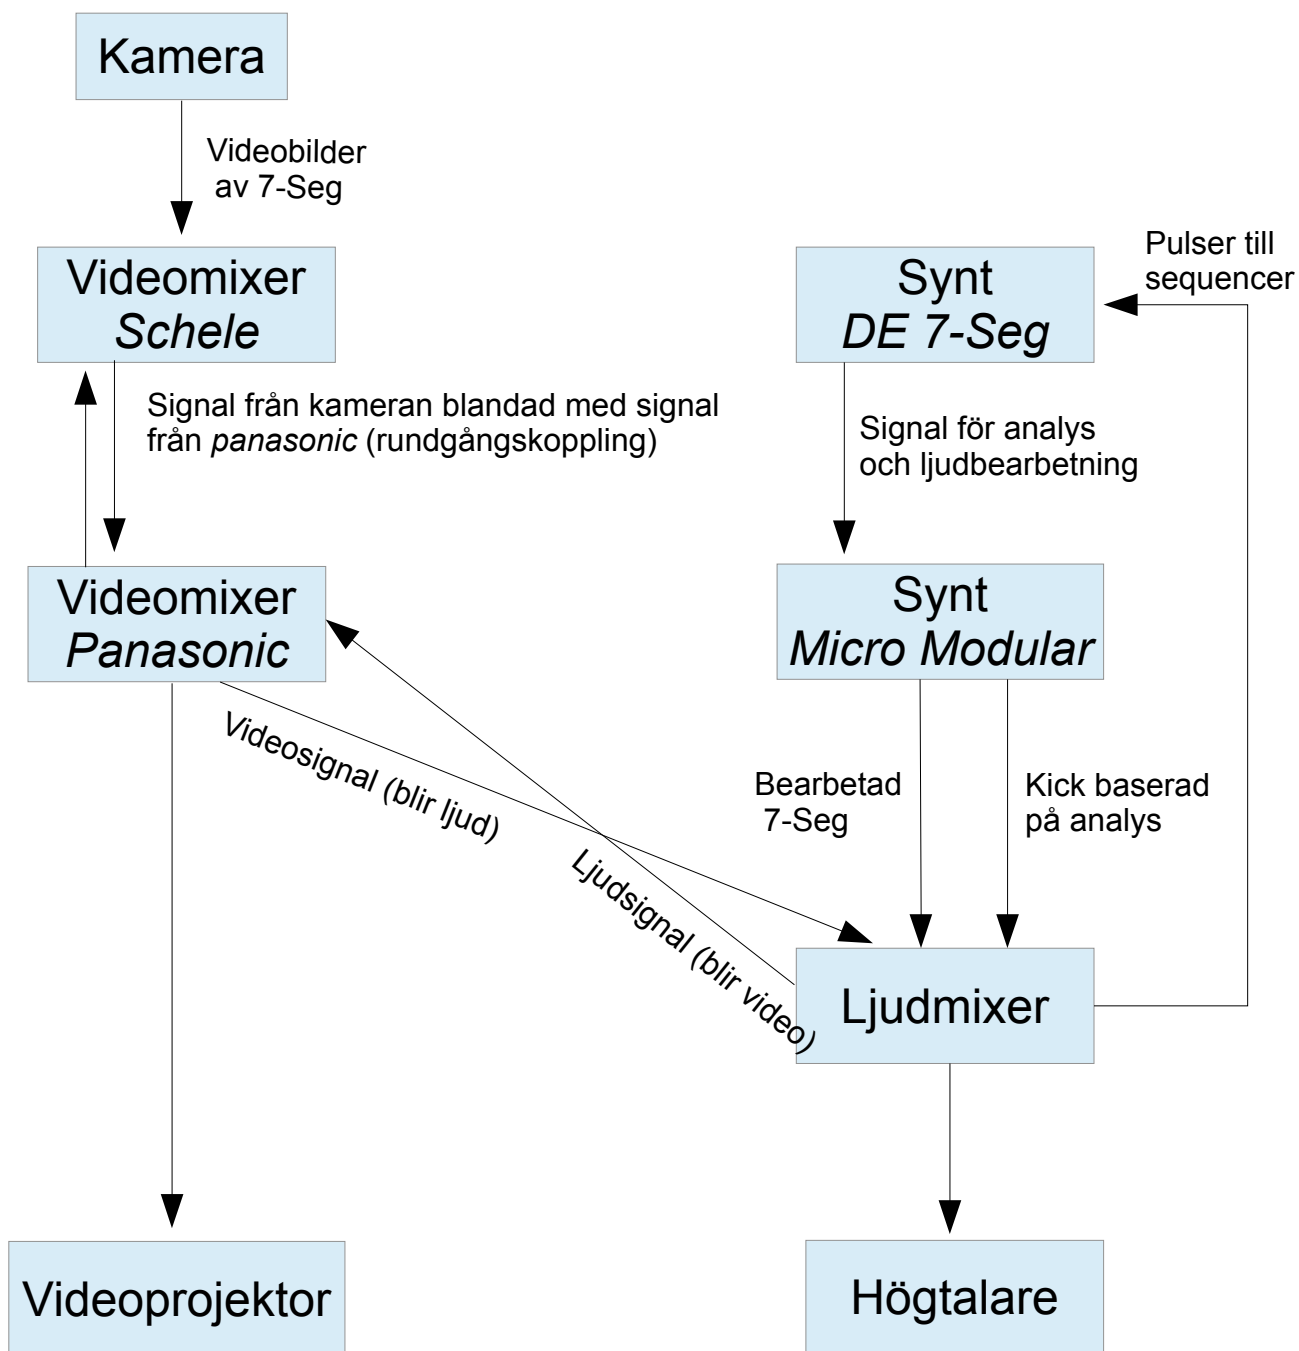 Kamera
Videobilder
av 7-Seg
Videomixer
Schele
Signal från kameran blandad med signal
från panasonic (rundgångskoppling)
Videomixer
Panasonic
Videosignal (blir ljud)
Ljudsignal (blir video)
Videoprojektor
Pulser till
sequencer
Synt
DE 7-Seg
Signal för analys
och ljudbearbetning
Synt
Micro Modular
Bearbetad
7-Seg
Kick baserad
på analys
Ljudmixer
Högtalare